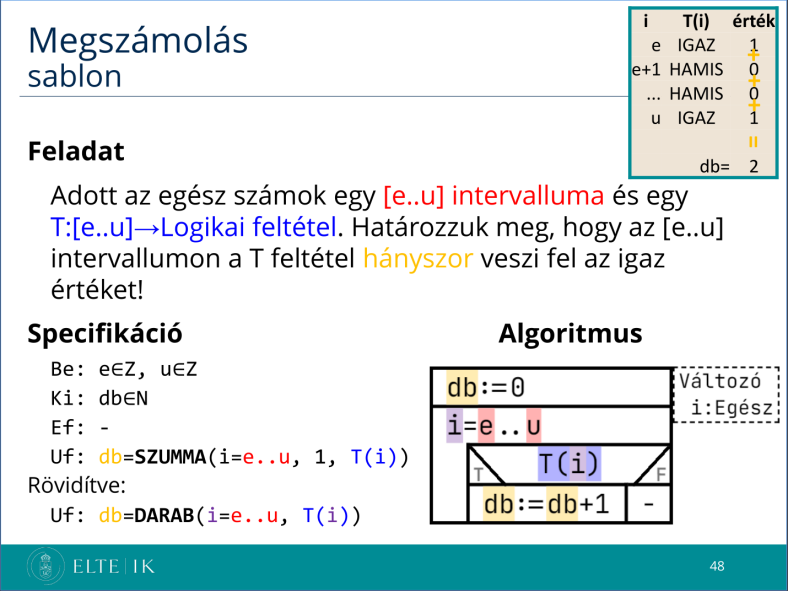 Megszámolás
sablon
i T(i) érték
e IGAZ 1
+
e+1 HAMIS 0
+
... HAMIS 0
+
u IGAZ 1
=
db= 2
Feladat
Adott az egész számok egy [e..u] intervalluma és egy
T:[e..u]→Logikai feltétel. Határozzuk meg, hogy az [e..u]
intervallumon a T feltétel hányszor veszi fel az igaz
értéket!
Specifikáció
Be: e∈Z, u∈Z
Ki: db∈N
Ef: -
Uf: db=SZUMMA(i=e..u, 1, T(i))
Rövidítve:
Uf: db=DARAB(i=e..u, T(i))
Algoritmus
db:=0
i=e..u
T T(i) F
db:=db+1 -
Változó
i:Egész
ELTE | IK
48